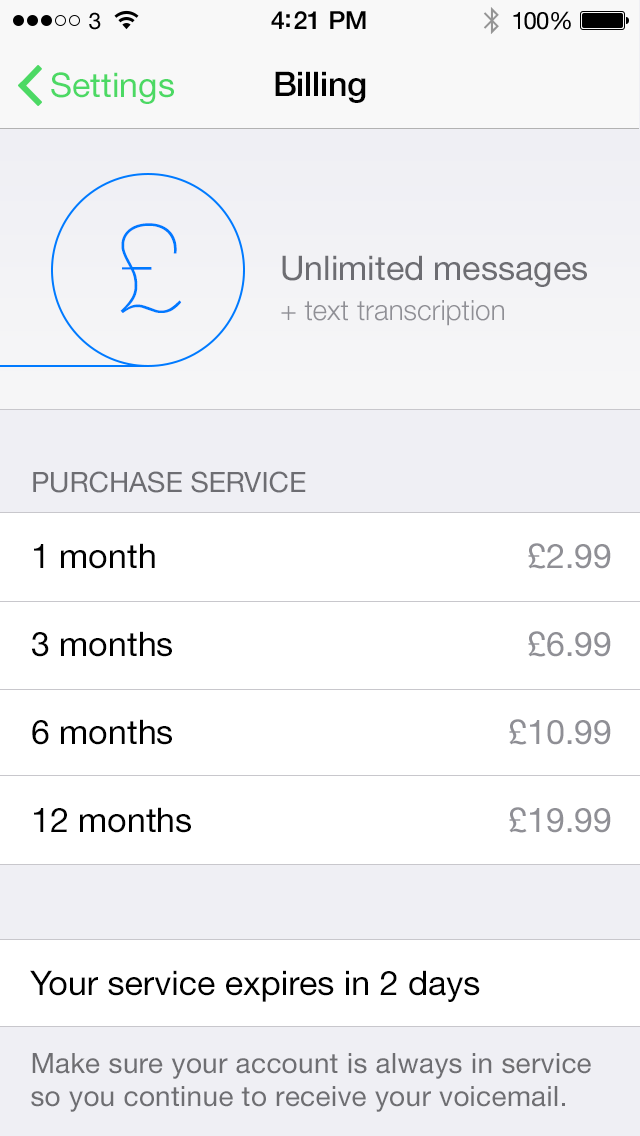 3 4:21 PM 100%
Settings Billing
£
Unlimited messages
+ text transcription
PURCHASE SERVICE
1 month £2.99
3 months £6.99
6 months £10.99
12 months £19.99
Your service expires in 2 days
Make sure your account is always in service
so you continue to receive your voicemail.